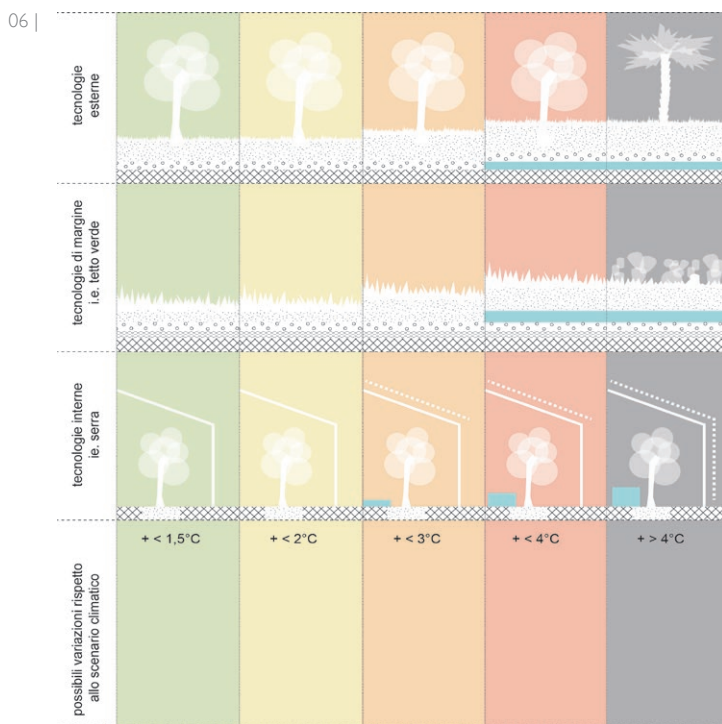 06 |
tecnologie
esterne
tecnologie di margine
i.e. tetto verde
tecnologie interne
ie. serra
+ < 1,5°C
+ < 2°C
+ < 3°C
+ < 4°C
+ > 4°C
possibili variazioni rispetto
allo scenario climatico